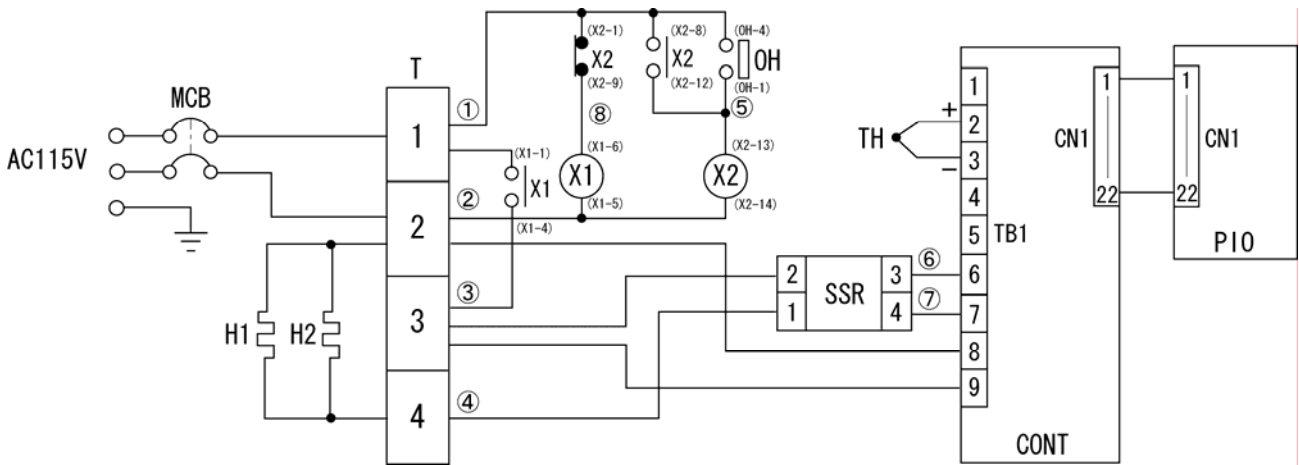 AC115V
MCB
T
1
2
3
4
①
②
③
④
H1
H2
(X1-1)
X1
(X1-4)
(X2-1)
X2
(X2-9)
⑧
(X1-6)
X1
(X1-5)
(X2-8)
X2
(X2-12)
(OH-4)
OH
(OH-1)
⑤
(X2-13)
X2
(X2-14)
2
1
SSR
3
4
⑥
⑦
TH
+
−
1
2
3
4
5
6
7
8
9
TB1
CONT
CN1
1
22
1
22
CN1
PIO